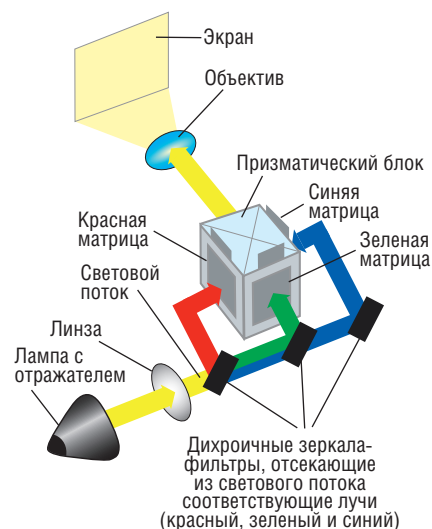 Экран
Объектив
Призматический блок
Синяя
матрица
Красная
матрица
Зеленая
матрица
Световой
поток
Линза
Лампа с
отражателем
Дихроичные зеркала-
фильтры, отсекающие
из светового потока
соответствующие лучи
(красный, зеленый и синий)